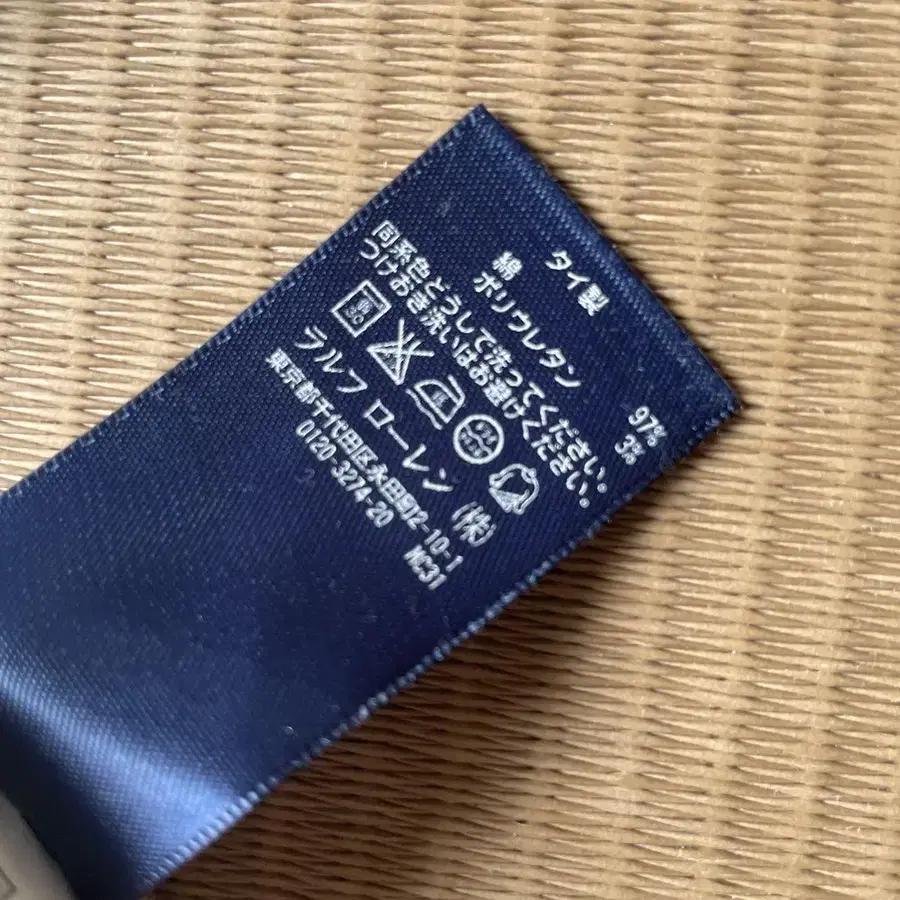 タイ製
綿 97%
ポリウレタン 3%
同系色どうしで洗ってください。
つけおき洗いはお避けください。
ラルフ ローレン (株)
東京都千代田区永田町2-10-1
0120-3274-20 MC31